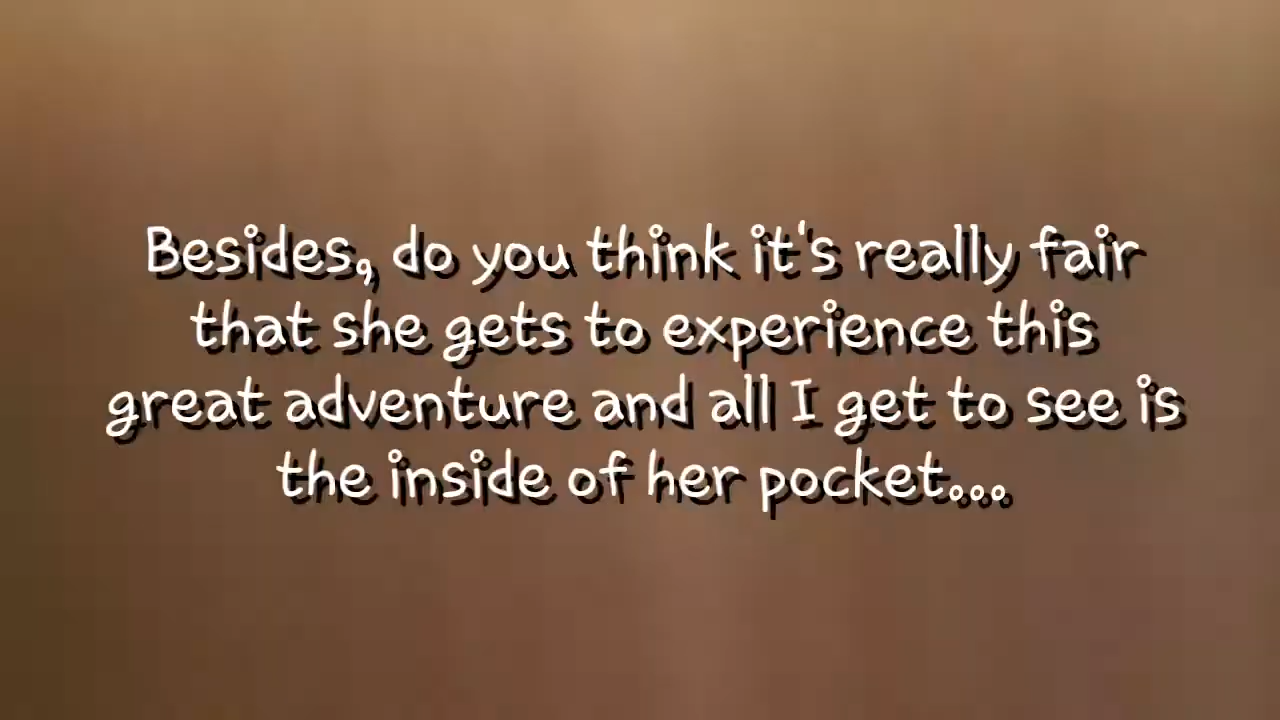 Besides, do you think it's really fair
that she gets to experience this
great adventure and all I get to see is
the inside of her pocket...